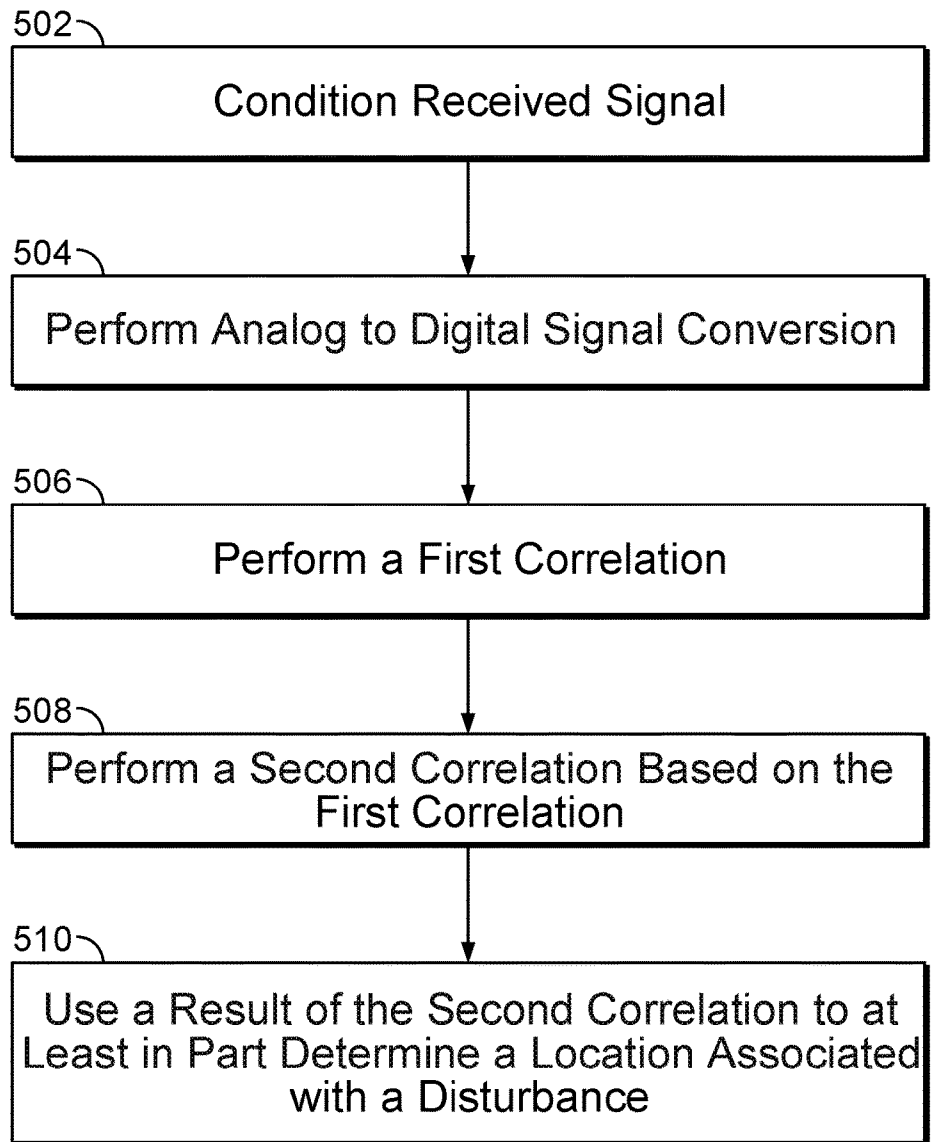 502
Condition Received Signal
504
Perform Analog to Digital Signal Conversion
506
Perform a First Correlation
508
Perform a Second Correlation Based on the
First Correlation
510
Use a Result of the Second Correlation to at
Least in Part Determine a Location Associated
with a Disturbance